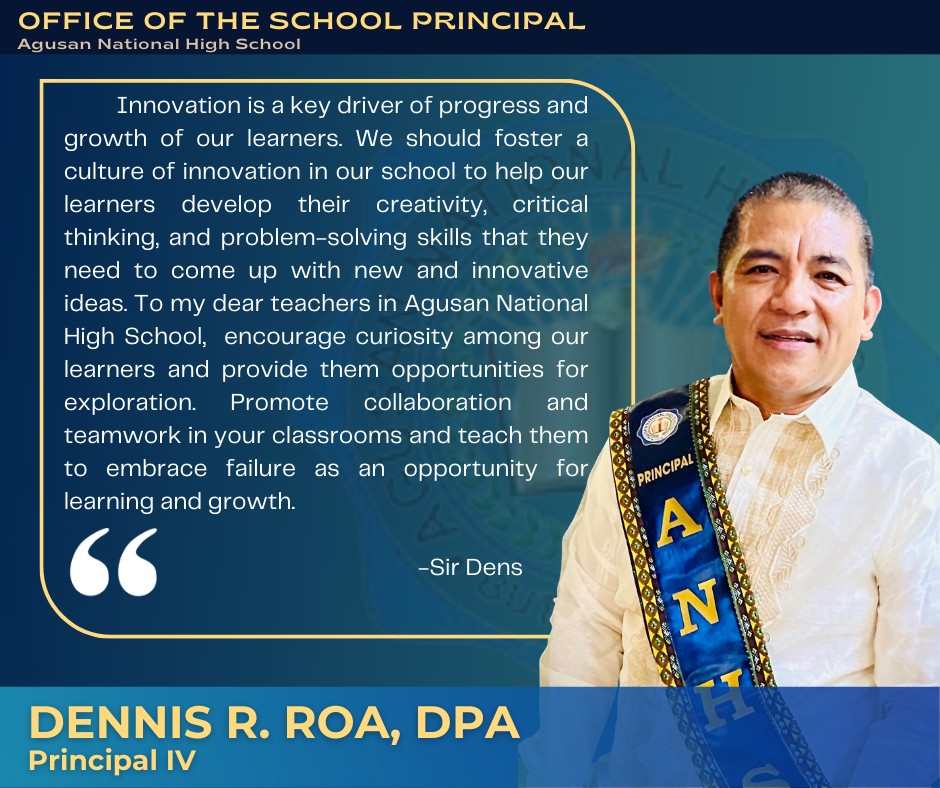 OFFICE OF THE SCHOOL PRINCIPAL
Agusan National High School
Innovation is a key driver of progress and
growth of our learners. We should foster a
culture of innovation in our school to help our
learners develop their creativity, critical
thinking, and problem-solving skills that they
need to come up with new and innovative
ideas. To my dear teachers in Agusan National
High School, encourage curiosity among our
learners and provide them opportunities for
exploration. Promote collaboration and
teamwork in your classrooms and teach them
to embrace failure as an opportunity for
learning and growth.
“
-Sir Dens
PRINCIPAL
A
N
H
S
DENNIS R. ROA, DPA
Principal IV